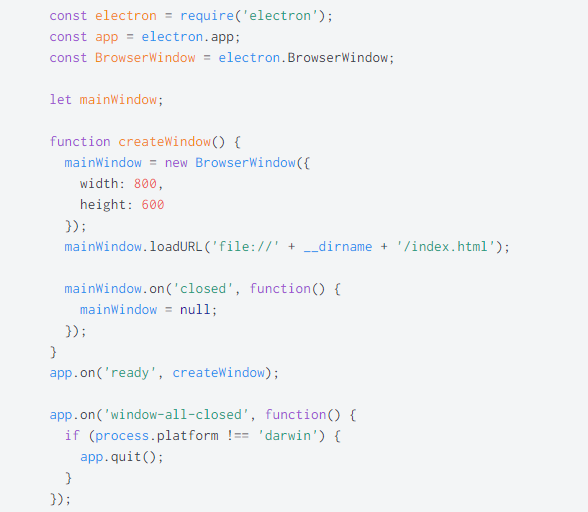 const electron = require('electron');
const app = electron.app;
const BrowserWindow = electron.BrowserWindow;

let mainWindow;

function createWindow() {
  mainWindow = new BrowserWindow({
    width: 800,
    height: 600
  });
  mainWindow.loadURL('file://' + __dirname + '/index.html');

  mainWindow.on('closed', function() {
    mainWindow = null;
  });
}
app.on('ready', createWindow);

app.on('window-all-closed', function() {
  if (process.platform !== 'darwin') {
    app.quit();
  }
});